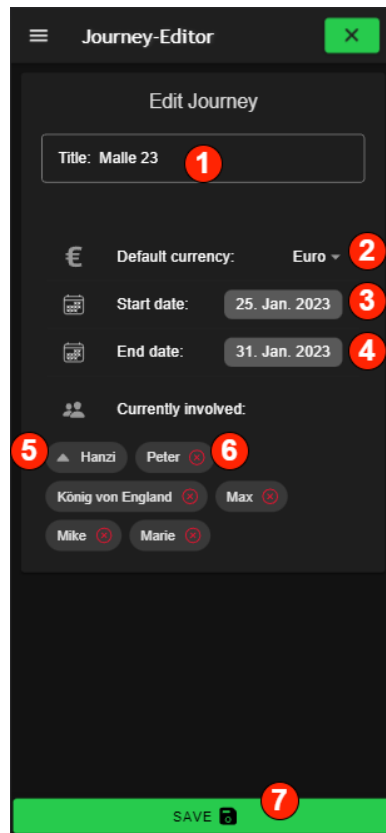 Journey-Editor
Edit Journey
Title: Malle 23 1
€ Default currency: Euro 2
Start date: 25. Jan. 2023 3
End date: 31. Jan. 2023 4
Currently involved:
5 Hanzi Peter 6
König von England Max
Mike Marie
7
SAVE